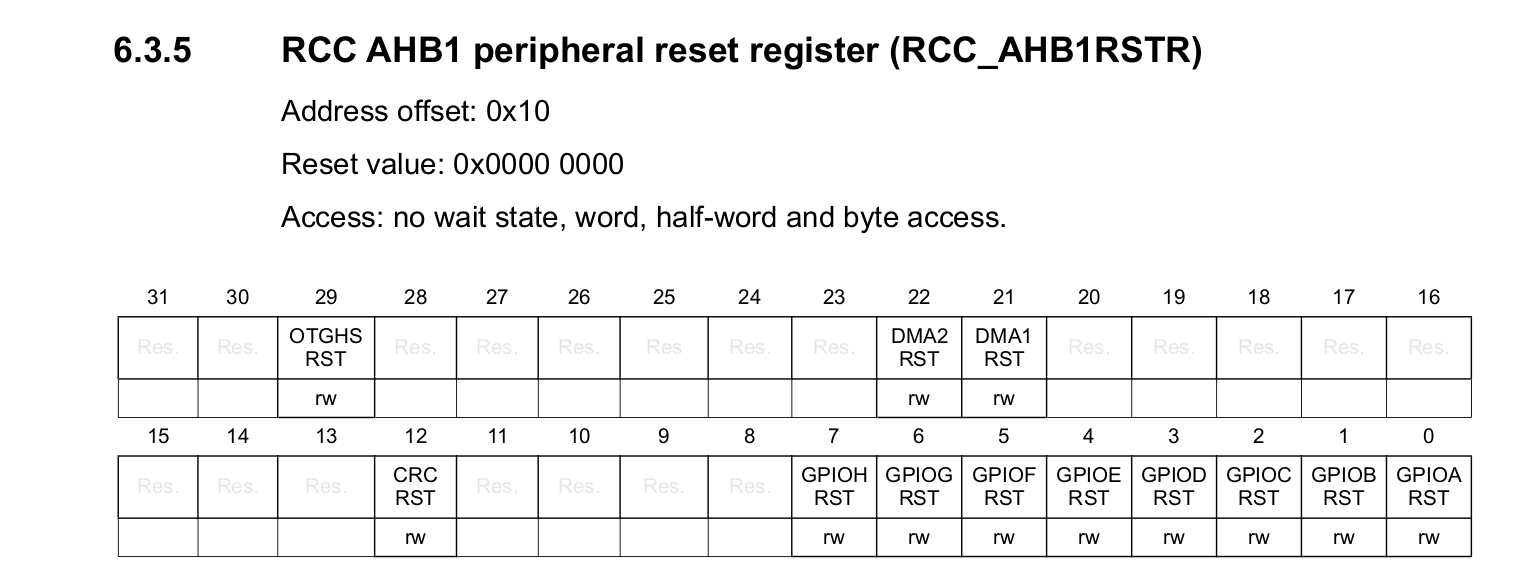 6.3.5 RCC AHB1 peripheral reset register (RCC_AHB1RSTR)
Address offset: 0x10
Reset value: 0x0000 0000
Access: no wait state, word, half-word and byte access.
31 30 29 28 27 26 25 24 23 22 21 20 19 18 17 16
Res. Res. OTGHS RST Res. Res. Res. Res Res. Res. DMA2 RST DMA1 RST Res. Res. Res. Res. Res.
rw rw rw
15 14 13 12 11 10 9 8 7 6 5 4 3 2 1 0
Res. Res. Res. CRC RST Res. Res. Res. Res. GPIOH RST GPIOG RST GPIOF RST GPIOE RST GPIOD RST GPIOC RST GPIOB RST GPIOA RST
rw rw rw rw rw rw rw rw rw